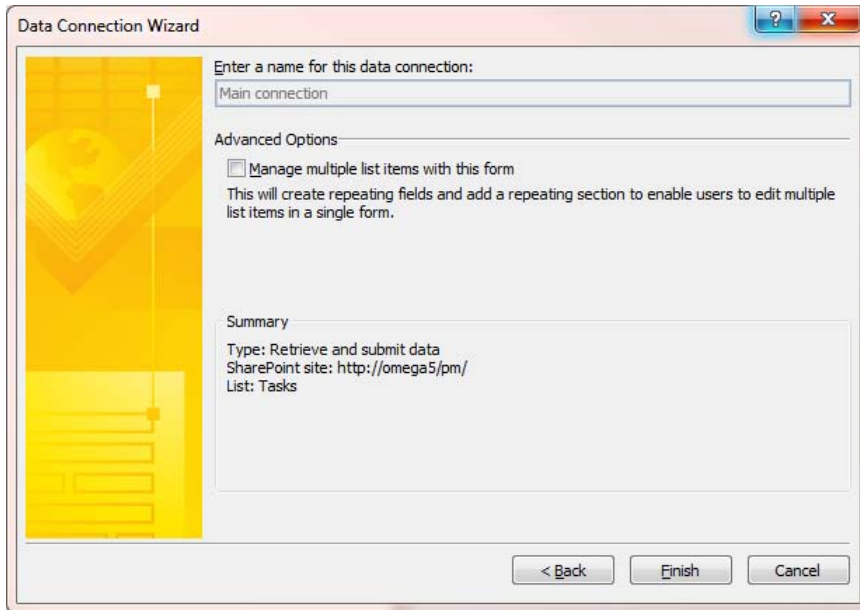 Data Connection Wizard
?
Enter a name for this data connection:
Main connection
Advanced Options
Manage multiple list items with this form
This will create repeating fields and add a repeating section to enable users to edit multiple
list items in a single form.
Summary
Type: Retrieve and submit data
SharePoint site: http://omega5/pm/
List: Tasks
< Back
Finish
Cancel